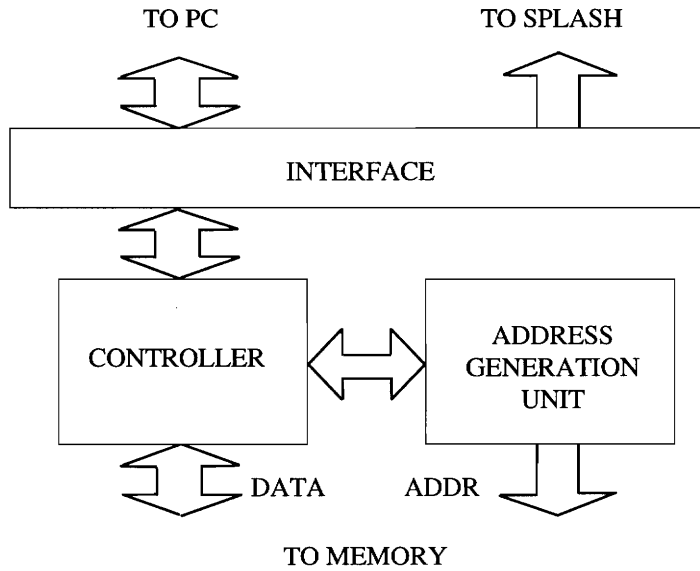 TO PC
TO SPLASH
INTERFACE
CONTROLLER
ADDRESS
GENERATION
UNIT
DATA
ADDR
TO MEMORY